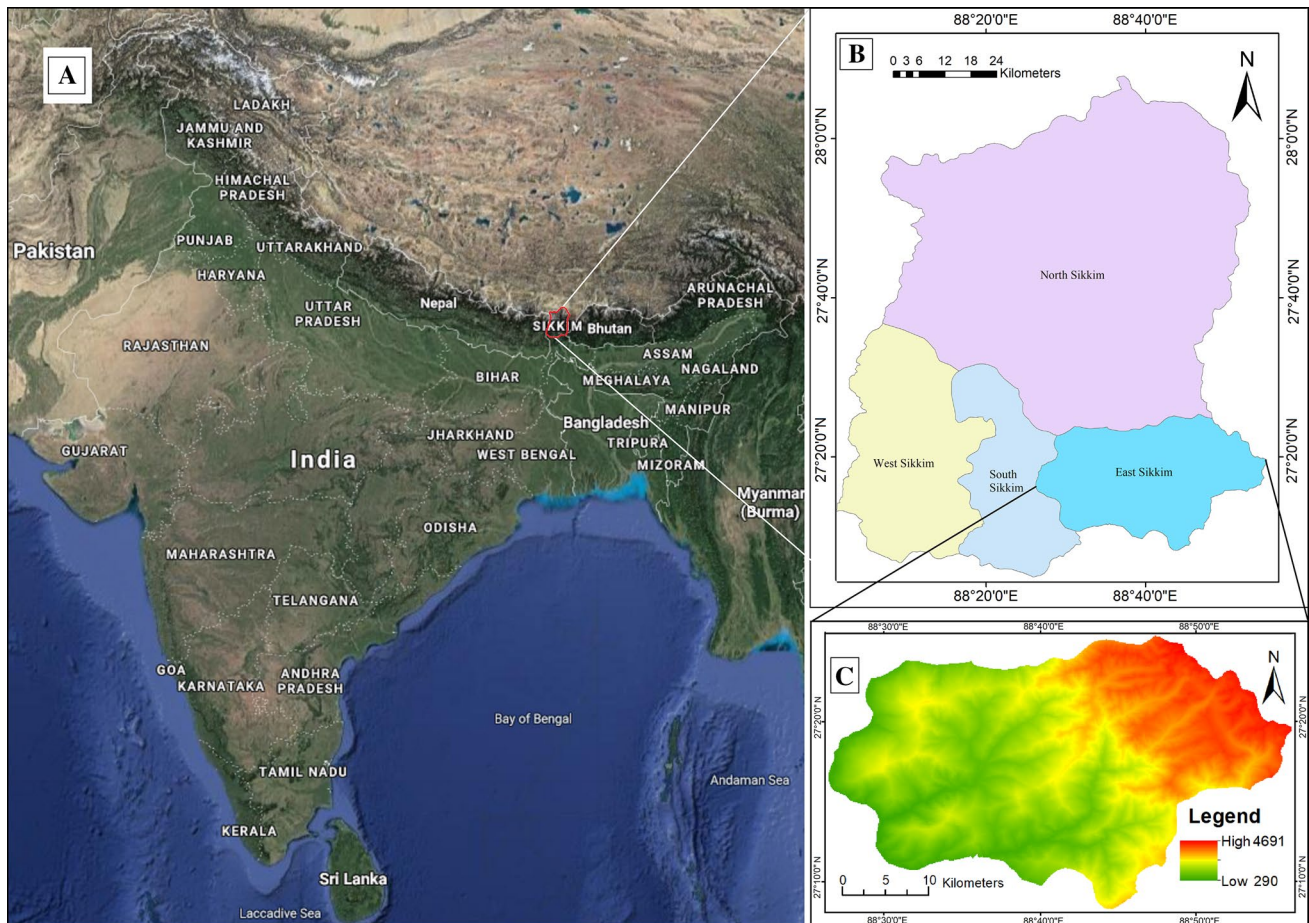 A
LADAKH
JAMMU AND
KASHMIR
HIMACHAL
PRADESH
Pakistan
PUNJAB
UTTARAKHAND
HARYANA
ARUNACHAL
PRADESH
Nepal
UTTAR
PRADESH
SIKKIM
Bhutan
RAJASTHAN
ASSAM
NAGALAND
BIHAR
MEGHALAYA
MANIPUR
Bangladesh
GUJARAT
JHARKHAND
TRIPURA
India
WEST BENGAL
MIZORAM
Myanmar
(Burma)
ODISHA
MAHARASHTRA
TELANGANA
GOA
KARNATAKA
ANDHRA
PRADESH
Bay of Bengal
TAMIL NADU
Andaman Sea
KERALA
Sri Lanka
Laccadive Sea
88°20'0"E
88°40'0"E
B
0 3 6 12 18 24
Kilometers
N
28°0'0"N
28°0'0"N
North Sikkim
27°40'0"N
27°40'0"N
West Sikkim
South
Sikkim
East Sikkim
27°20'0"N
27°20'0"N
88°20'0"E
88°40'0"E
88°30'0"E
88°40'0"E
88°50'0"E
C
N
27°20'0"N
27°20'0"N
Legend
High 4691
Low 290
0 5 10
Kilometers
27°10'0"N
27°10'0"N
88°30'0"E
88°40'0"E
88°50'0"E